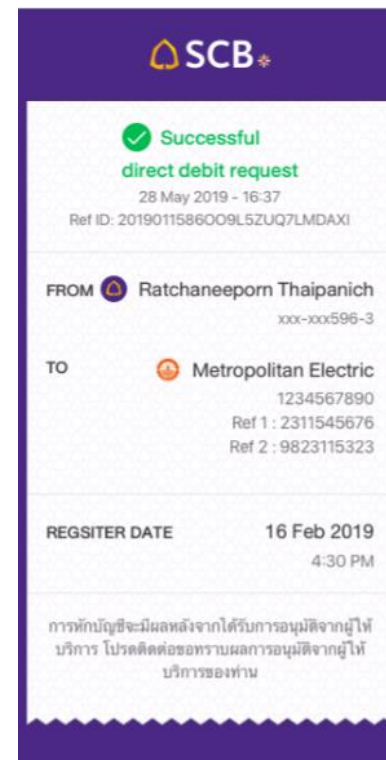 SCB
Successful
direct debit request
28 May 2019 - 16:37
Ref ID: 2019011586OO9L5ZUQ7LMDAXI
FROM Ratchaneeporn Thaipanich
xxx-xxx596-3
TO Metropolitan Electric
1234567890
Ref 1 : 2311545676
Ref 2 : 9823115323
REGSITER DATE 16 Feb 2019
4:30 PM
การหักบัญชีจะมีผลหลังจากได้รับการอนุมัติจากผู้ให้
บริการ โปรดติดต่อขอทราบผลการอนุมัติจากผู้ให้
บริการของท่าน